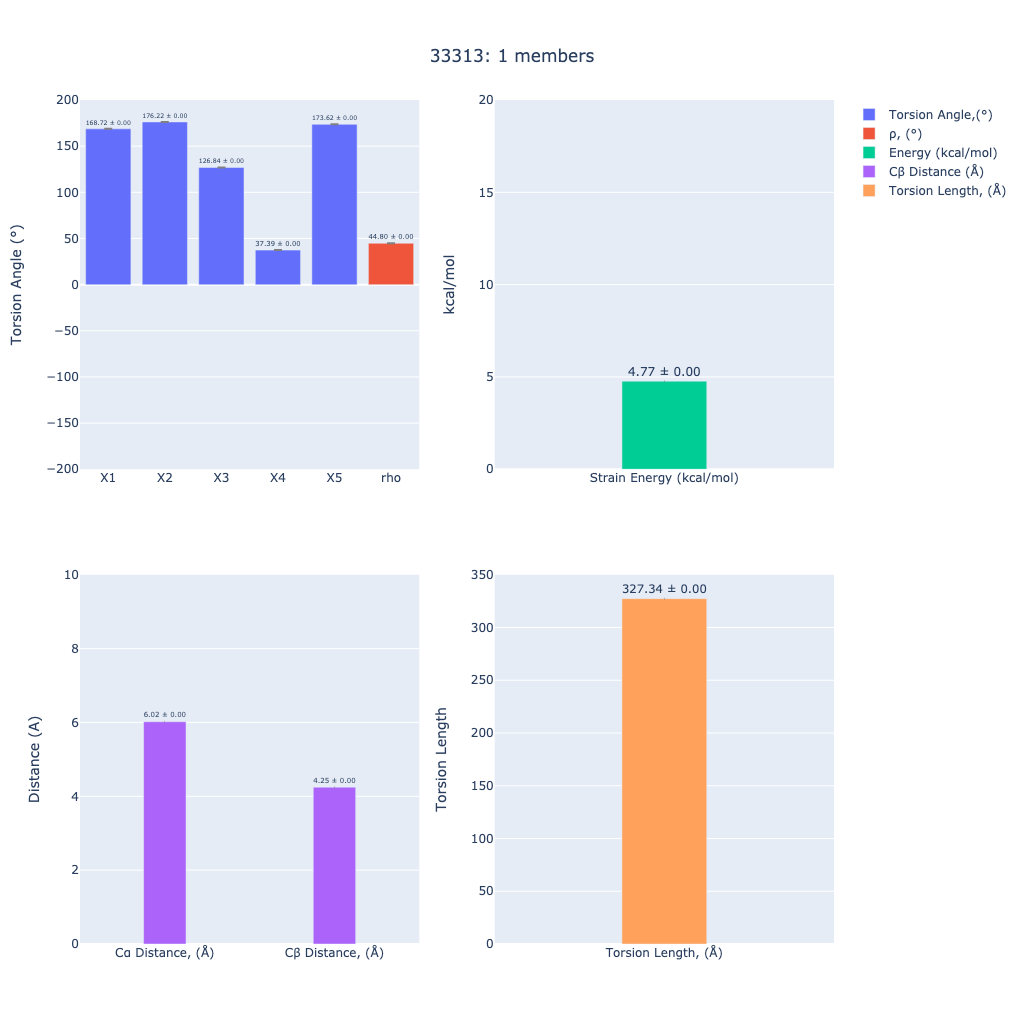 33313: 1 members
200
150
100
50
0
−50
−100
−150
−200
Torsion Angle (°)
168.72 ± 0.00
176.22 ± 0.00
126.84 ± 0.00
37.39 ± 0.00
173.62 ± 0.00
44.80 ± 0.00
X1
X2
X3
X4
X5
rho
20
15
10
5
0
kcal/mol
4.77 ± 0.00
Strain Energy (kcal/mol)
Torsion Angle,(°)
ρ, (°)
Energy (kcal/mol)
Cβ Distance (Å)
Torsion Length, (Å)
10
8
6
4
2
0
Distance (A)
6.02 ± 0.00
4.25 ± 0.00
Cα Distance, (Å)
Cβ Distance, (Å)
350
300
250
200
150
100
50
0
Torsion Length
327.34 ± 0.00
Torsion Length, (Å)